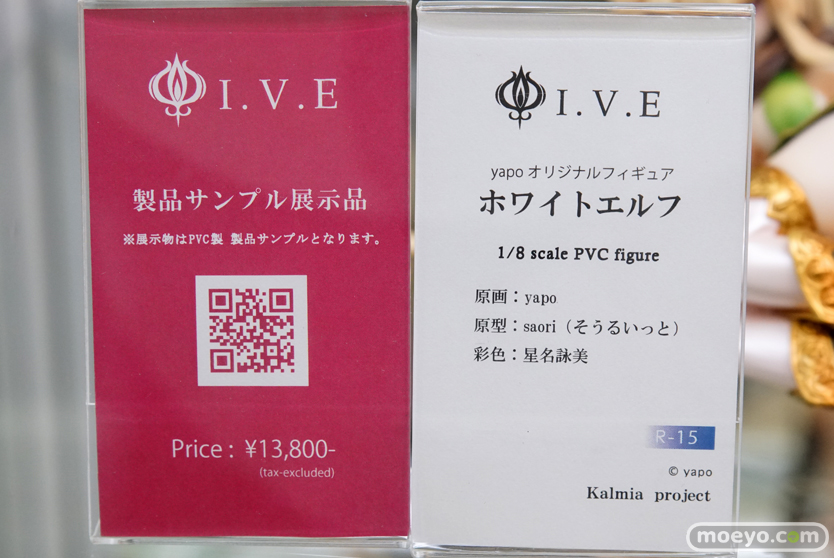 I.V.E
製品サンプル展示品
※展示物はPVC製 製品サンプルとなります。
Price : ¥13,800-
(tax-excluded)
I.V.E
yapo オリジナルフィギュア
ホワイトエルフ
1/8 scale PVC figure
原画：yapo
原型：saori（そうるいっと）
彩色：星名詠美
R-15
© yapo
Kalmia project
moeyo.com